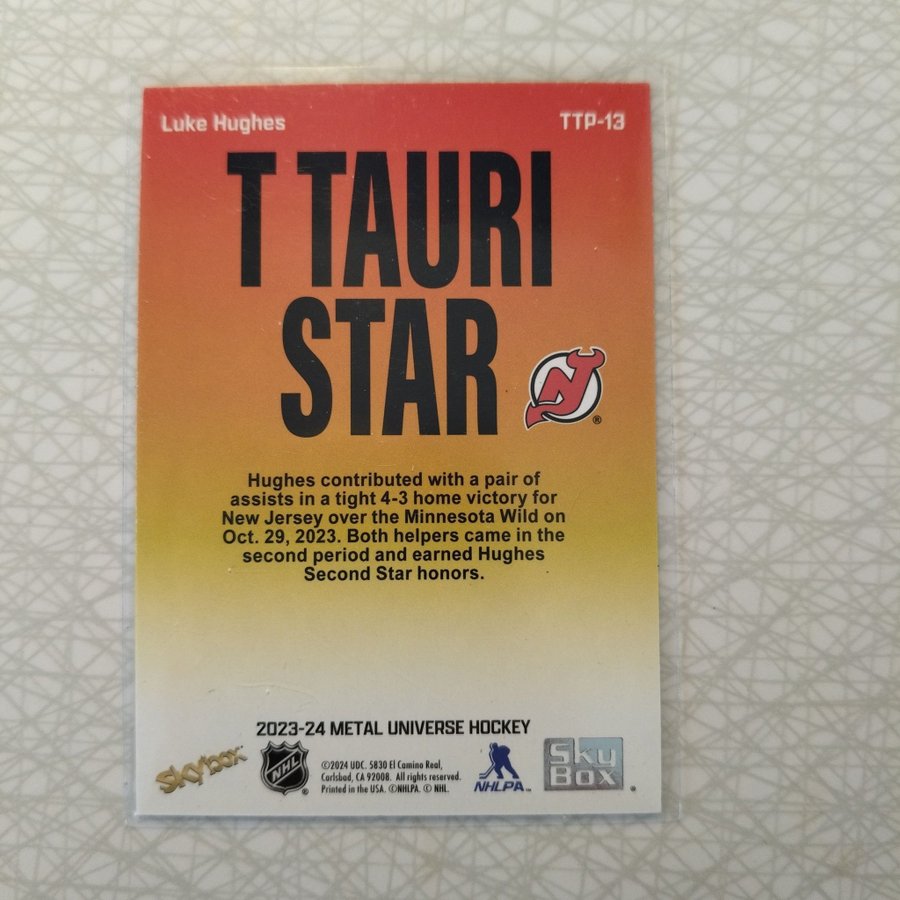 Luke Hughes TTP-13
T TAURI
STAR
NJ ®
Hughes contributed with a pair of
assists in a tight 4-3 home victory for
New Jersey over the Minnesota Wild on
Oct. 29, 2023. Both helpers came in the
second period and earned Hughes
Second Star honors.
2023-24 METAL UNIVERSE HOCKEY
skybox NHL ® ©2024 UDC. 5830 El Camino Real,
Carlsbad, CA 92008. All rights reserved.
Printed in the USA. ©NHLPA. © NHL.
NHLPA™
Sky
Box ®